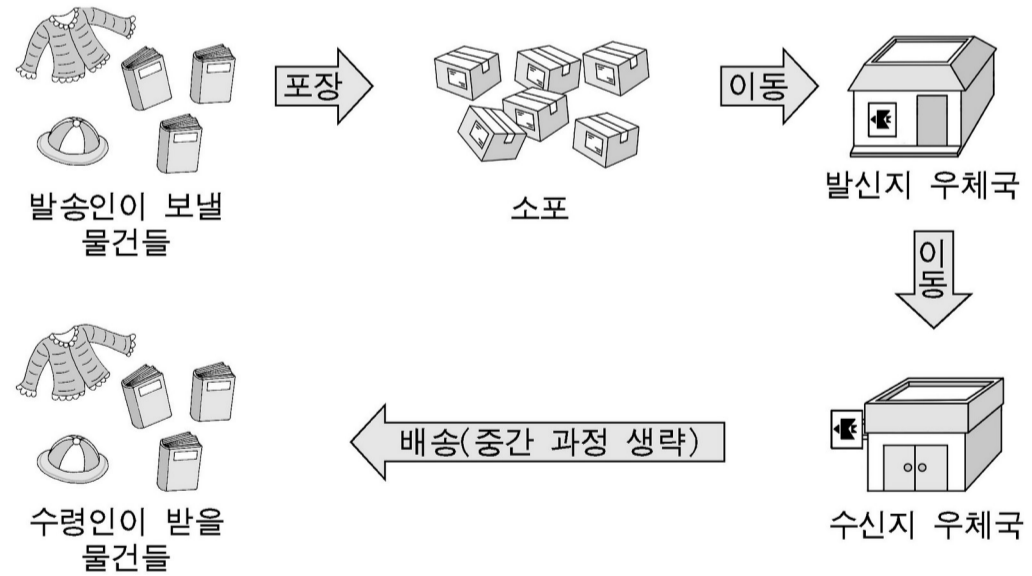 포장
이동
발송인이 보낼
물건들
소포
발신지 우체국
이
동
배송(중간 과정 생략)
수령인이 받을
물건들
수신지 우체국